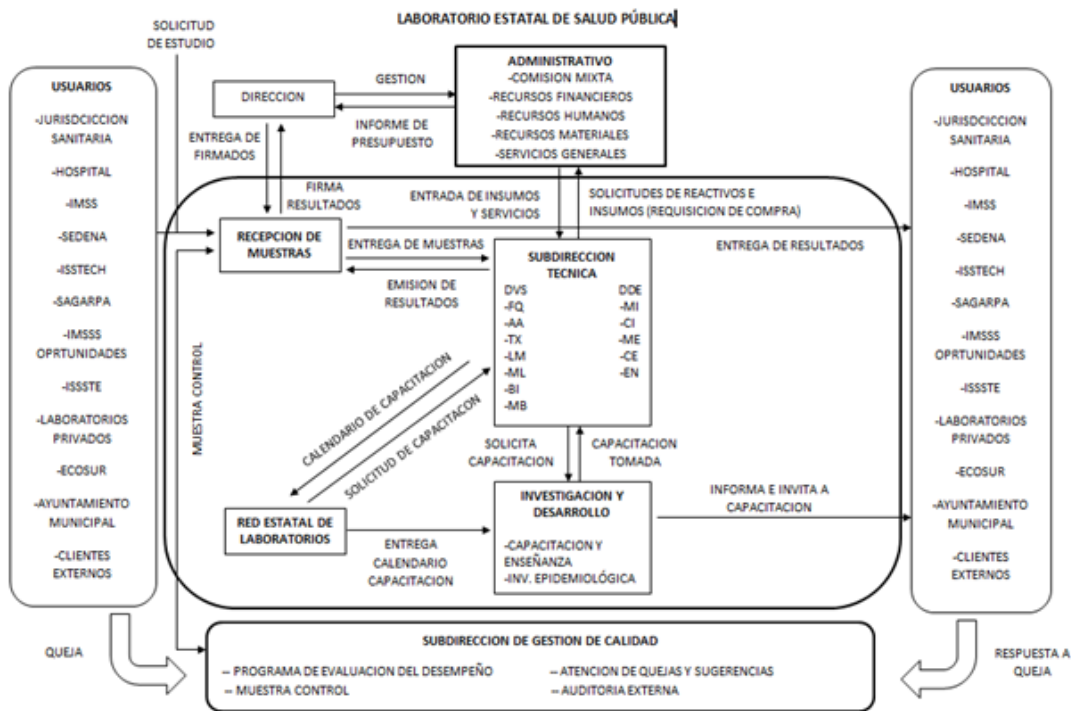 LABORATORIO ESTATAL DE SALUD PÚBLICA
SOLICITUD
DE ESTUDIO
USUARIOS
-JURISDCICCION
SANITARIA
-HOSPITAL
-IMSS
-SEDENA
-ISSTECH
-SAGARPA
-IMSSS
OPRTUNIDADES
-ISSSTE
-LABORATORIOS
PRIVADOS
-ECOSUR
-AYUNTAMIENTO
MUNICIPAL
-CLIENTES
EXTERNOS
DIRECCION
GESTION
INFORME DE
PRESUPUESTO
ADMINISTRATIVO
-COMISION MIXTA
-RECURSOS FINANCIEROS
-RECURSOS HUMANOS
-RECURSOS MATERIALES
-SERVICIOS GENERALES
ENTREGA DE
FIRMADOS
FIRMA
RESULTADOS
ENTRADA DE INSUMOS
Y SERVICIOS
SOLICITUDES DE REACTIVOS E
INSUMOS (REQUISICION DE COMPRA)
RECEPCION DE
MUESTRAS
ENTREGA DE MUESTRAS
EMISION DE
RESULTADOS
ENTREGA DE RESULTADOS
SUBDIRECCION
TECNICA
DVS DDE
-FQ -MI
-AA -CI
-TX -ME
-LM -CE
-ML -EN
-BI
-MB
MUESTRA CONTROL
CALENDARIO DE CAPACITACION
SOLICITUD DE CAPACITACON
SOLICITA
CAPACITACION
CAPACITACION
TOMADA
RED ESTATAL DE
LABORATORIOS
ENTREGA
CALENDARIO
CAPACITACION
INVESTIGACION Y
DESARROLLO
-CAPACITACION Y
ENSEÑANZA
-INV. EPIDEMIOLÓGICA
INFORMA E INVITA A
CAPACITACION
USUARIOS
-JURISDCICCION
SANITARIA
-HOSPITAL
-IMSS
-SEDENA
-ISSTECH
-SAGARPA
-IMSSS
OPRTUNIDADES
-ISSSTE
-LABORATORIOS
PRIVADOS
-ECOSUR
-AYUNTAMIENTO
MUNICIPAL
-CLIENTES
EXTERNOS
QUEJA
SUBDIRECCION DE GESTION DE CALIDAD
-- PROGRAMA DE EVALUACION DEL DESEMPEÑO -- ATENCION DE QUEJAS Y SUGERENCIAS
-- MUESTRA CONTROL -- AUDITORIA EXTERNA
RESPUESTA A
QUEJA